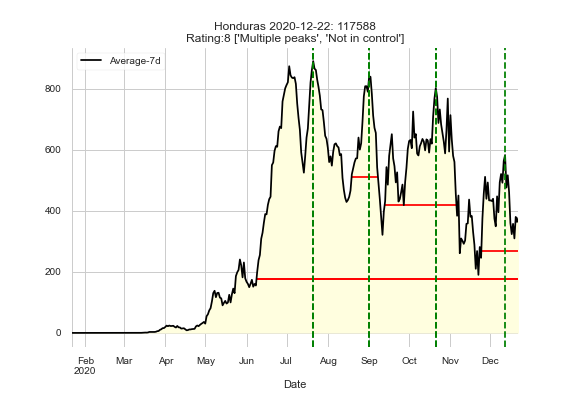 Honduras 2020-12-22: 117588
Rating:8 ['Multiple peaks', 'Not in control']
Average-7d
800
600
400
200
0
Feb Mar Apr May Jun Jul Aug Sep Oct Nov Dec
2020
Date